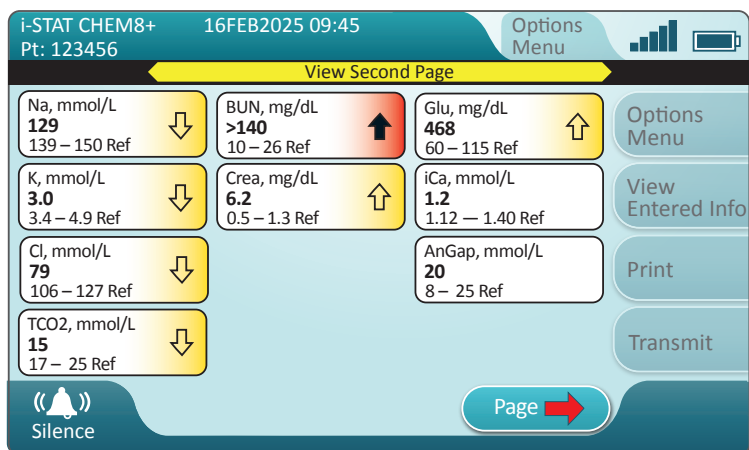 i-STAT CHEM8+ 16FEB2025 09:45
Pt: 123456
Options
Menu
View Second Page
Na, mmol/L
129
139 – 150 Ref
BUN, mg/dL
>140
10 – 26 Ref
Glu, mg/dL
468
60 – 115 Ref
K, mmol/L
3.0
3.4 – 4.9 Ref
Crea, mg/dL
6.2
0.5 – 1.3 Ref
iCa, mmol/L
1.2
1.12 — 1.40 Ref
Cl, mmol/L
79
106 – 127 Ref
AnGap, mmol/L
20
8 – 25 Ref
TCO2, mmol/L
15
17 – 25 Ref
Options
Menu
View
Entered Info
Print
Transmit
Silence
Page